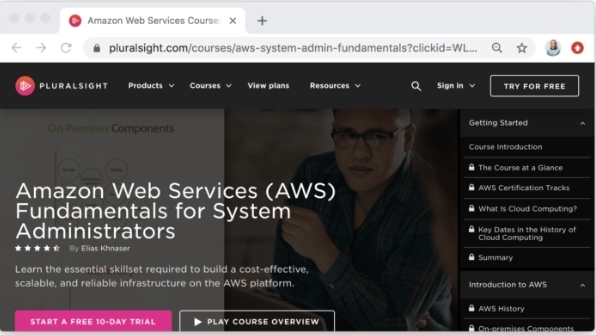 Amazon Web Services Course:
pluralsight.com/courses/aws-system-admin-fundamentals?clickid=WL...
PLURALSIGHT
Products
Courses
View plans
Resources
Sign in
TRY FOR FREE
On-Premises Components
Amazon Web Services (AWS)
Fundamentals for System
Administrators
By Elias Khnaser
Learn the essential skillset required to build a cost-effective,
scalable, and reliable infrastructure on the AWS platform.
START A FREE 10-DAY TRIAL
PLAY COURSE OVERVIEW
Getting Started
Course Introduction
The Course at a Glance
AWS Certification Tracks
What Is Cloud Computing?
Key Dates in the History of
Cloud Computing
Summary
Introduction to AWS
AWS History
On-premises Components